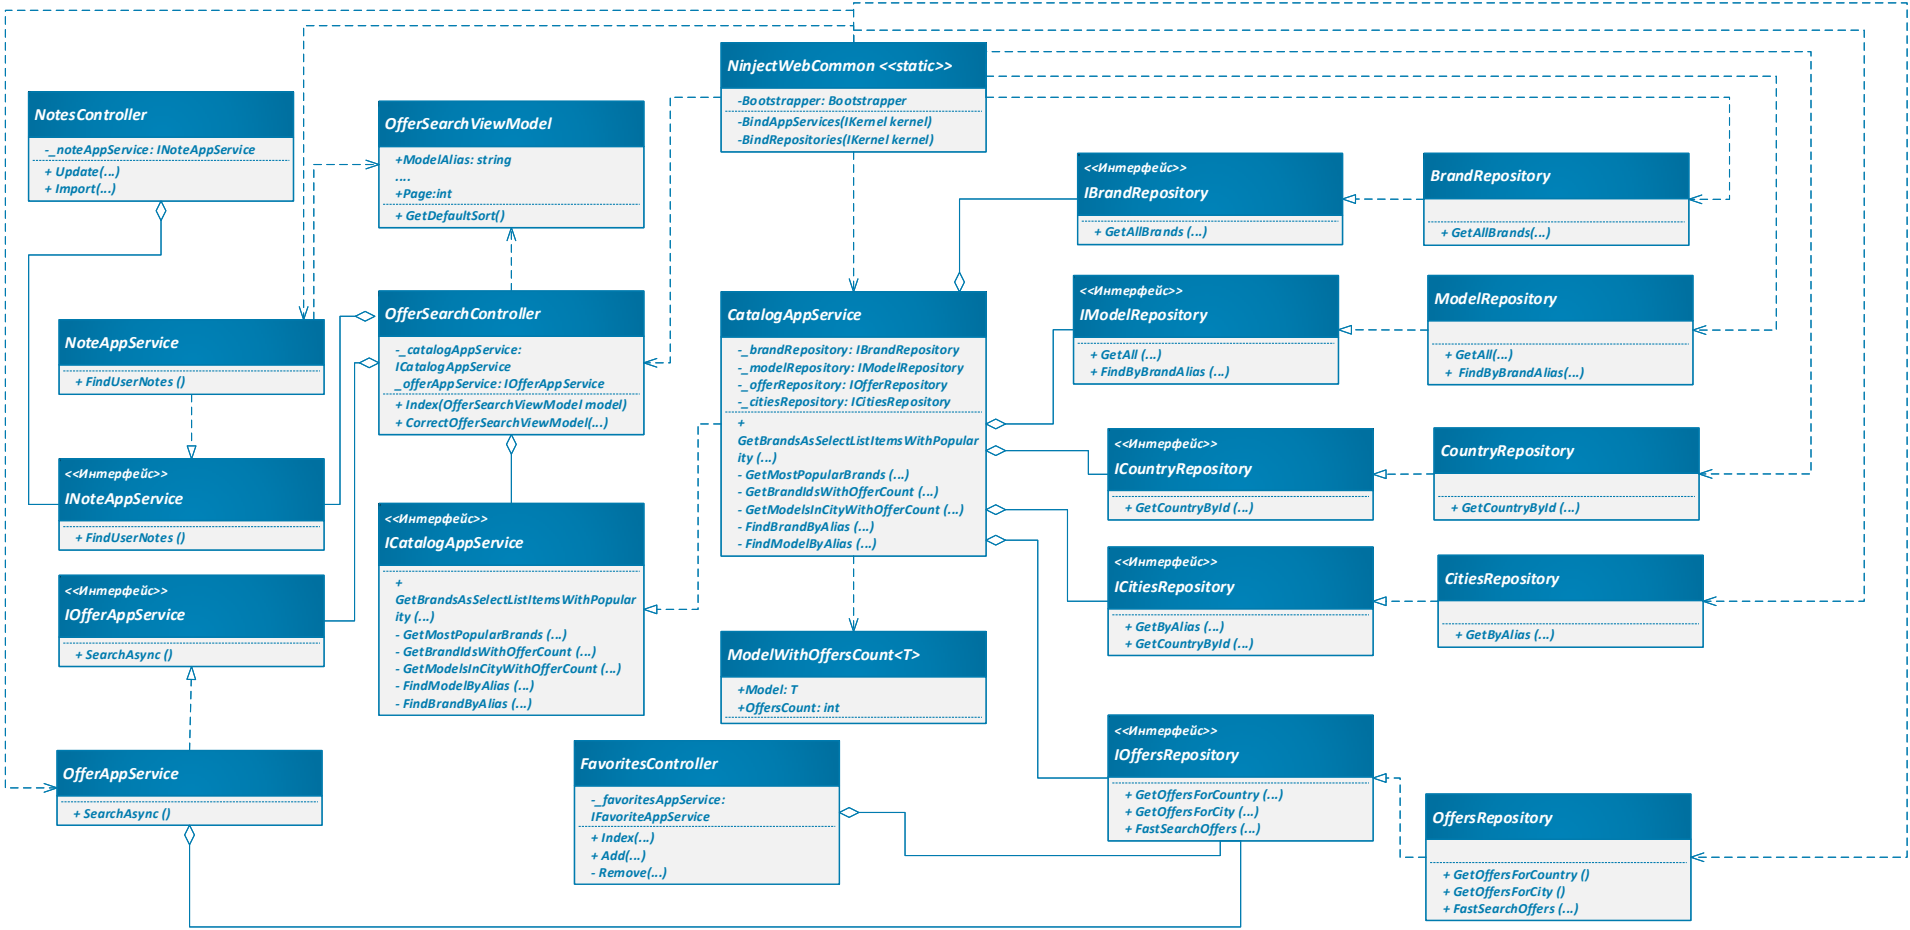 NinjectWebCommon <<static>>
-Bootstrapper: Bootstrapper
-BindAppServices(IKernel kernel)
-BindRepositories(IKernel kernel)
NotesController
-_noteAppService: INoteAppService
+ Update(...)
+ Import(...)
OfferSearchViewModel
+ModelAlias: string
....
+Page:int
+ GetDefaultSort()
<<Интерфейс>>
IBrandRepository
+ GetAllBrands (...)
BrandRepository
+ GetAllBrands(...)
<<Интерфейс>>
IModelRepository
+ GetAll (...)
+ FindByBrandAlias (...)
ModelRepository
+ GetAll(...)
+ FindByBrandAlias(...)
NoteAppService
+ FindUserNotes ()
OfferSearchController
-_catalogAppService:
ICatalogAppService
_offerAppService: IOfferAppService
+ Index(OfferSearchViewModel model)
+ CorrectOfferSearchViewModel(...)
CatalogAppService
-_brandRepository: IBrandRepository
-_modelRepository: IModelRepository
-_offerRepository: IOfferRepository
-_citiesRepository: ICitiesRepository
+
GetBrandsAsSelectListItemsWithPopular
ity (...)
- GetMostPopularBrands (...)
- GetBrandIdsWithOfferCount (...)
- GetModelsInCityWithOfferCount (...)
- FindBrandByAlias (...)
- FindModelByAlias (...)
<<Интерфейс>>
ICountryRepository
+ GetCountryById (...)
CountryRepository
+ GetCountryById (...)
<<Интерфейс>>
INoteAppService
+ FindUserNotes ()
<<Интерфейс>>
ICatalogAppService
+
GetBrandsAsSelectListItemsWithPopular
ity (...)
- GetMostPopularBrands (...)
- GetBrandIdsWithOfferCount (...)
- GetModelsInCityWithOfferCount (...)
- FindModelByAlias (...)
- FindBrandByAlias (...)
<<Интерфейс>>
ICitiesRepository
+ GetByAlias (...)
+ GetCountryById (...)
CitiesRepository
+ GetByAlias (...)
<<Интерфейс>>
IOfferAppService
+ SearchAsync ()
ModelWithOffersCount<T>
+Model: T
+OffersCount: int
OfferAppService
+ SearchAsync ()
FavoritesController
-_favoritesAppService:
IFavoriteAppService
+ Index(...)
+ Add(...)
- Remove(...)
<<Интерфейс>>
IOffersRepository
+ GetOffersForCountry (...)
+ GetOffersForCity (...)
+ FastSearchOffers (...)
OffersRepository
+ GetOffersForCountry ()
+ GetOffersForCity ()
+ FastSearchOffers (...)